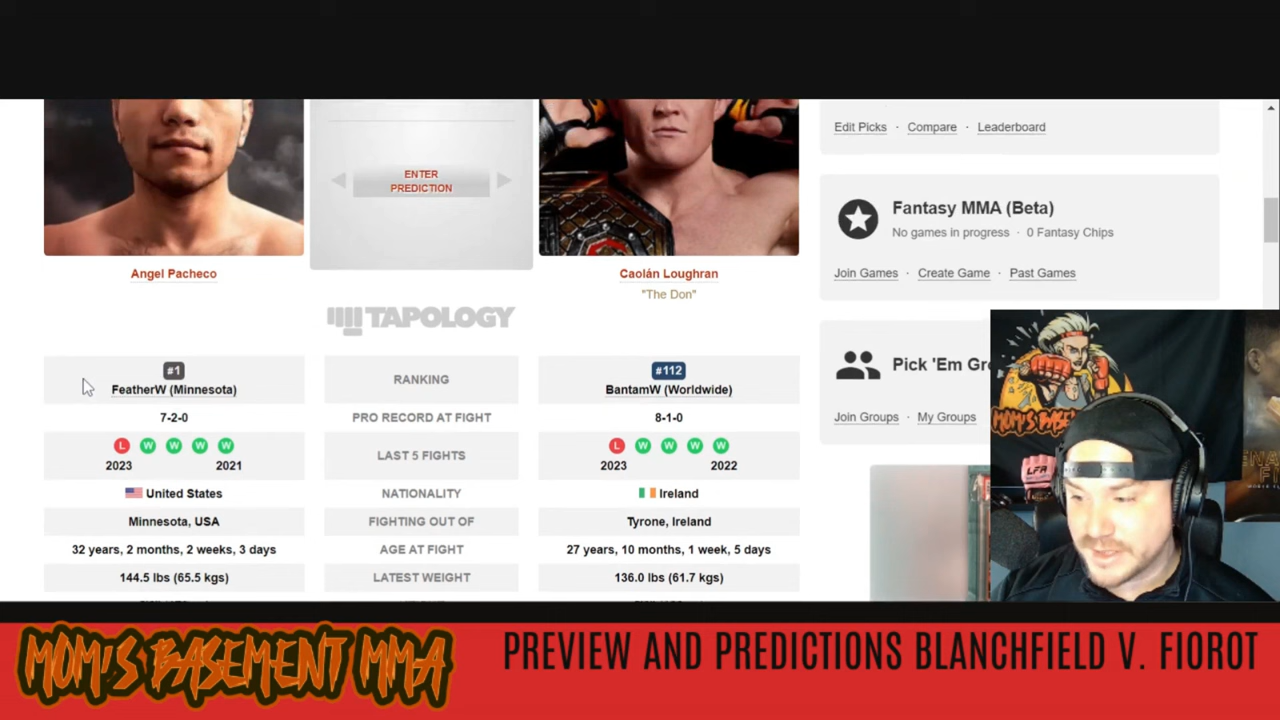 Edit Picks · Compare · Leaderboard
ENTER
PREDICTION
Fantasy MMA (Beta)
No games in progress · 0 Fantasy Chips
Join Games · Create Game · Past Games
Angel Pacheco
Caolán Loughran
"The Don"
TAPOLOGY
Pick 'Em Gr
Join Groups · My Groups
MOM'S
LFA
#1
FeatherW (Minnesota)
RANKING
#112
BantamW (Worldwide)
7-2-0
PRO RECORD AT FIGHT
8-1-0
L W W W W
2023 2021
LAST 5 FIGHTS
L W W W W
2023 2022
United States
NATIONALITY
Ireland
Minnesota, USA
FIGHTING OUT OF
Tyrone, Ireland
32 years, 2 months, 2 weeks, 3 days
AGE AT FIGHT
27 years, 10 months, 1 week, 5 days
144.5 lbs (65.5 kgs)
LATEST WEIGHT
136.0 lbs (61.7 kgs)
MOM'S BASEMENT MMA
PREVIEW AND PREDICTIONS BLANCHFIELD V. FIOROT